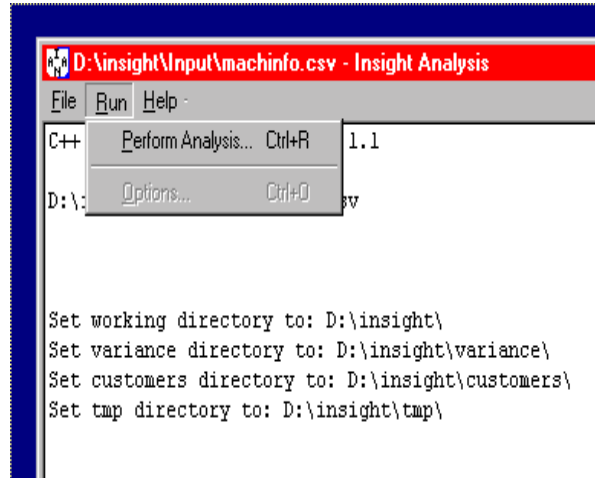 D:\insight\Input\machinfo.csv - Insight Analysis
File Run Help
C++ 1.1
Perform Analysis... Ctrl+R
Options... Ctrl+O
D:\
Set working directory to: D:\insight\
Set variance directory to: D:\insight\variance\
Set customers directory to: D:\insight\customers\
Set tmp directory to: D:\insight\tmp\